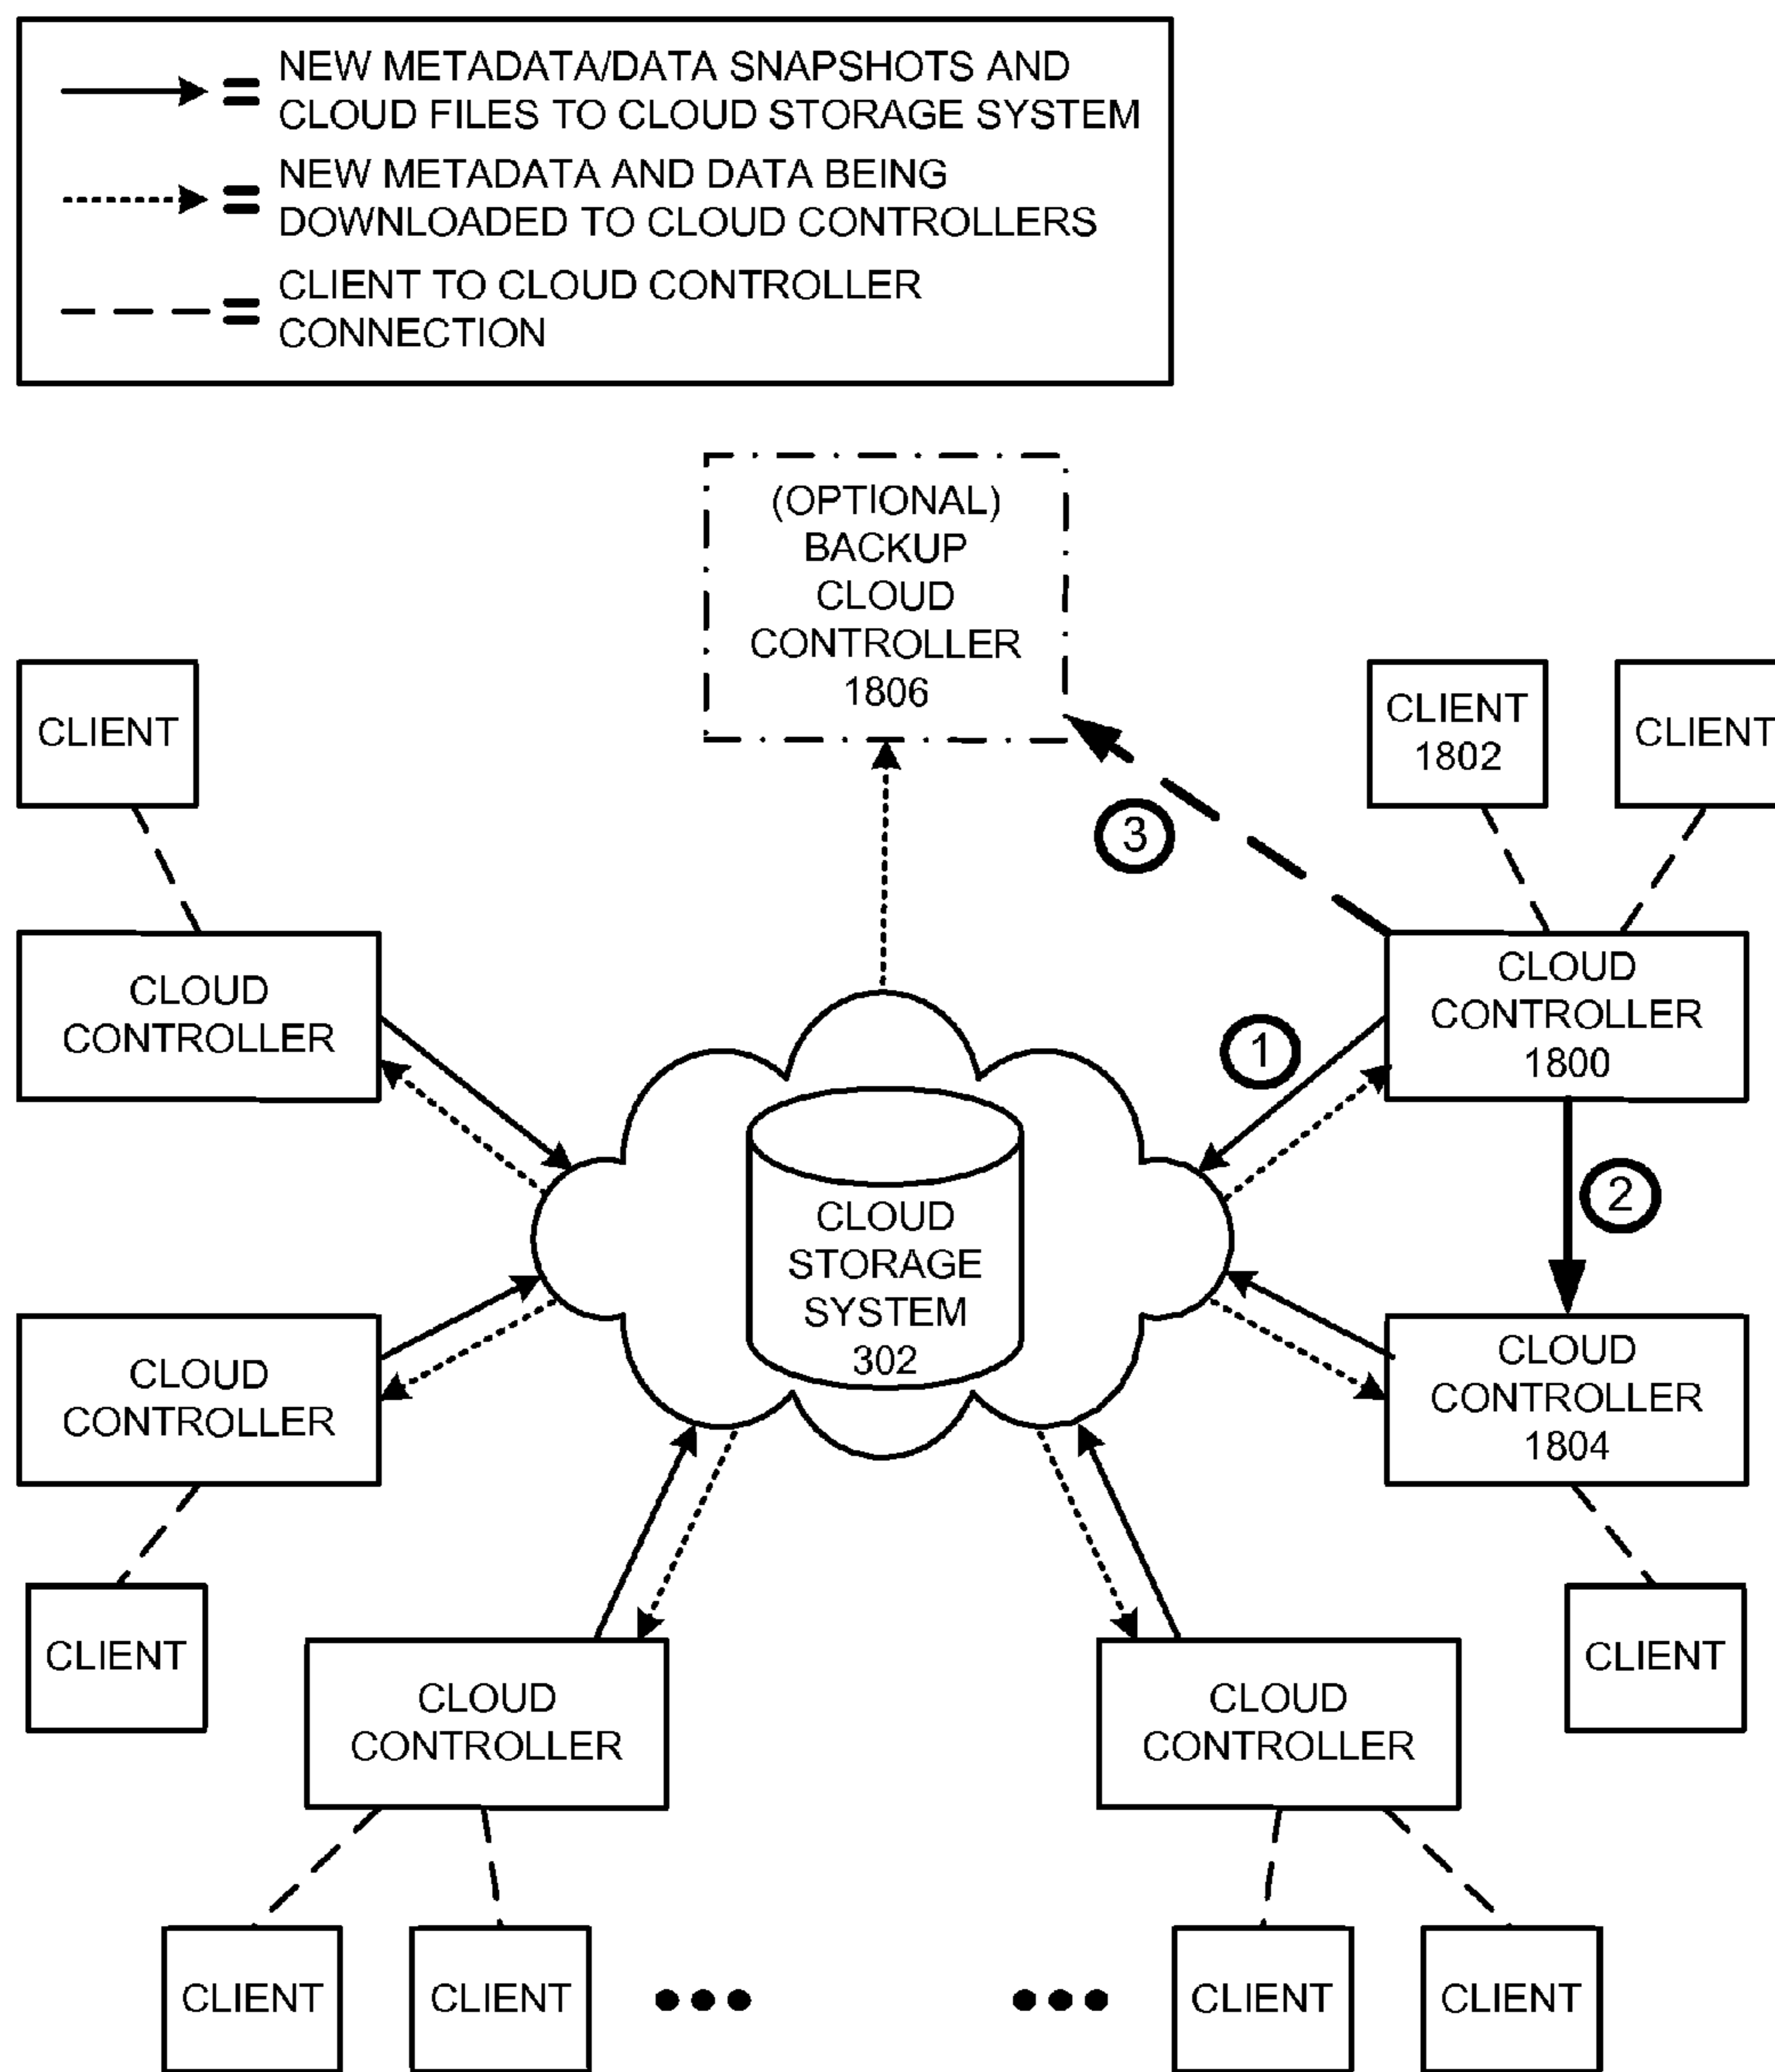 = NEW METADATA/DATA SNAPSHOTS AND
CLOUD FILES TO CLOUD STORAGE SYSTEM
= NEW METADATA AND DATA BEING
DOWNLOADED TO CLOUD CONTROLLERS
= CLIENT TO CLOUD CONTROLLER
CONNECTION
(OPTIONAL)
BACKUP
CLOUD
CONTROLLER
1806
CLIENT
CLIENT
1802
CLIENT
3
CLOUD
CONTROLLER
CLOUD
CONTROLLER
1800
1
2
CLOUD
STORAGE
SYSTEM
302
CLOUD
CONTROLLER
CLOUD
CONTROLLER
1804
CLIENT
CLIENT
CLOUD
CONTROLLER
CLOUD
CONTROLLER
CLIENT
CLIENT
•••
•••
CLIENT
CLIENT